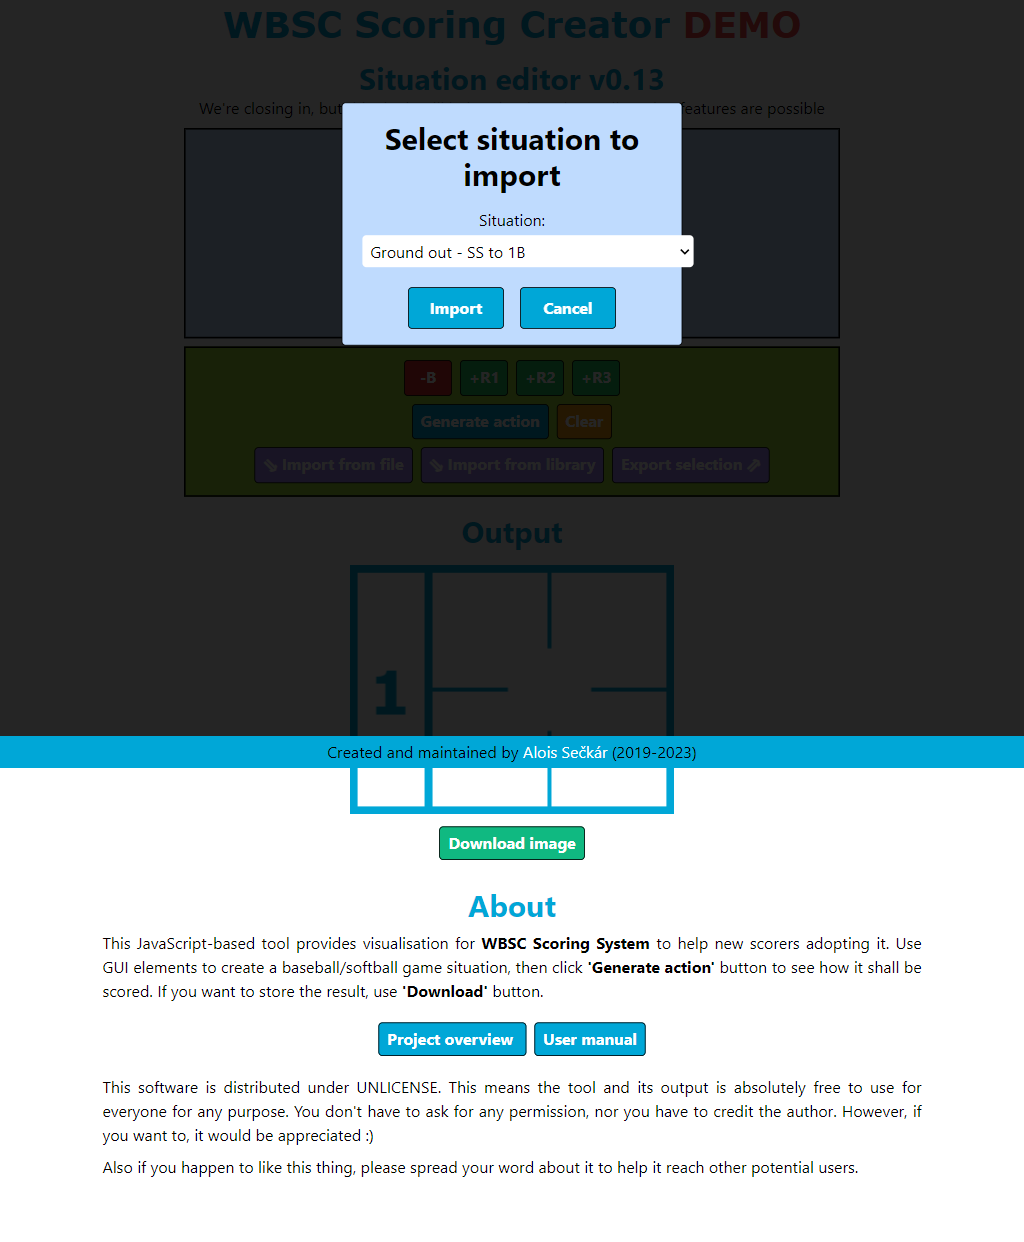 WBSC Scoring Creator DEMO
Situation editor v0.13
We're closing in, but
features are possible
Select situation to
import
Situation:
Ground out - SS to 1B
Import
Cancel
-B
+R1
+R2
+R3
Generate action
Clear
⇘ Import from file
⇘ Import from library
Export selection ⇗
Output
1
Created and maintained by Alois Sečkár (2019-2023)
Download image
About
This JavaScript-based tool provides visualisation for WBSC Scoring System to help new scorers adopting it. Use
GUI elements to create a baseball/softball game situation, then click 'Generate action' button to see how it shall be
scored. If you want to store the result, use 'Download' button.
Project overview
User manual
This software is distributed under UNLICENSE. This means the tool and its output is absolutely free to use for
everyone for any purpose. You don't have to ask for any permission, nor you have to credit the author. However, if
you want to, it would be appreciated :)
Also if you happen to like this thing, please spread your word about it to help it reach other potential users.